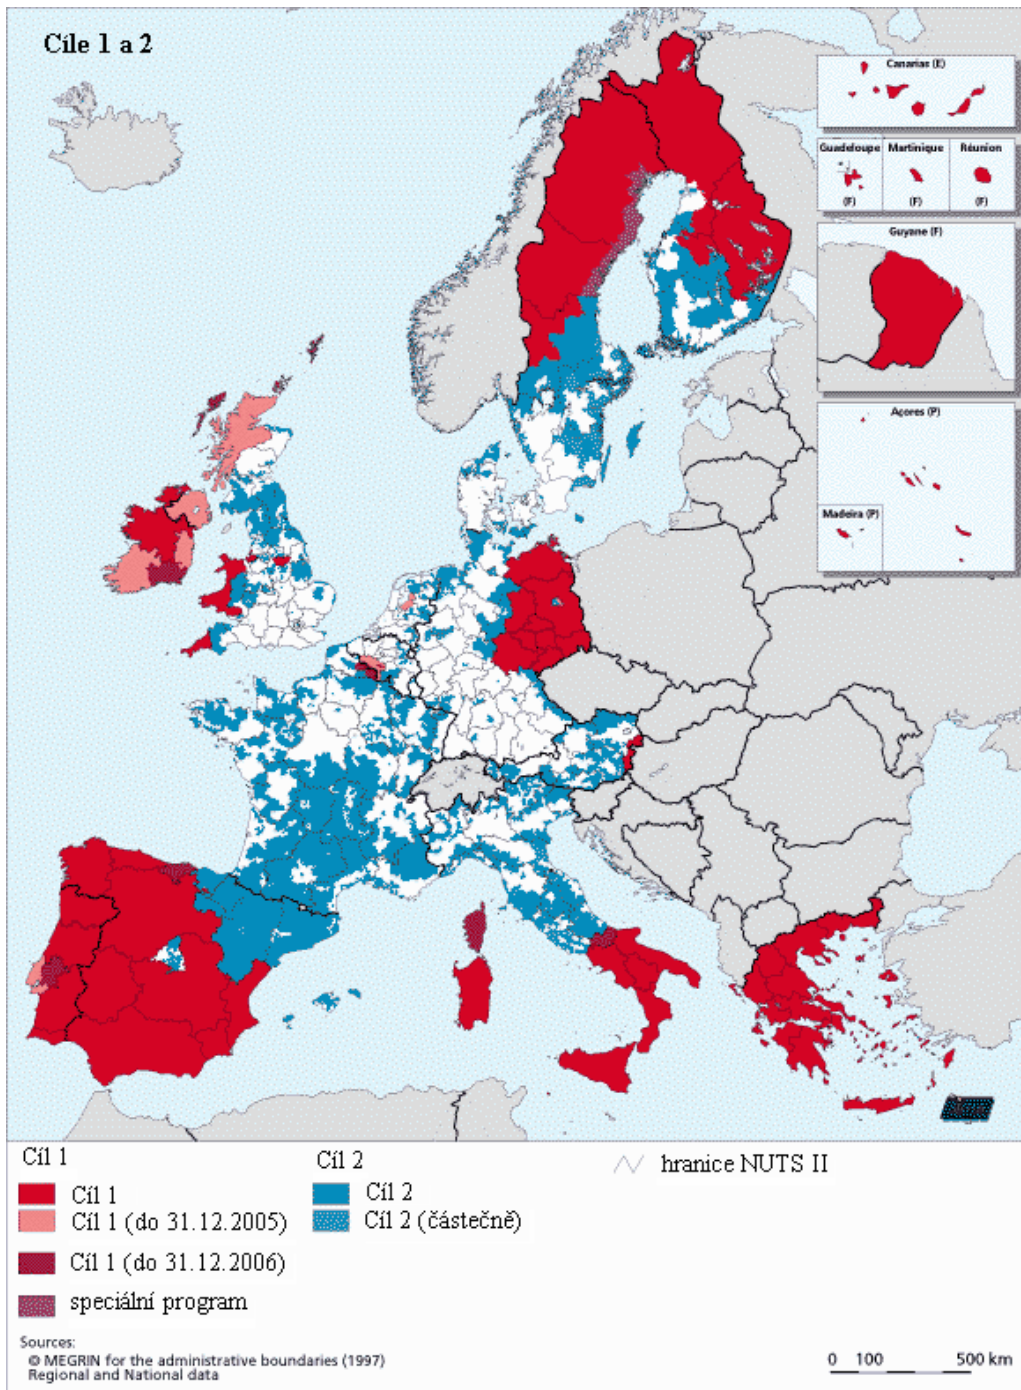 Cíle 1 a 2
Canarias (E)
Guadeloupe
Martinique
Réunion
(F)
(F)
(F)
Guyane (F)
Açores (P)
Madeira (P)
Cíl 1
Cíl 2
hranice NUTS II
Cíl 1
Cíl 2
Cíl 1 (do 31.12.2005)
Cíl 2 (částečně)
Cíl 1 (do 31.12.2006)
speciální program
Sources:
© MEGRIN for the administrative boundaries (1997)
Regional and National data
0 100 500 km